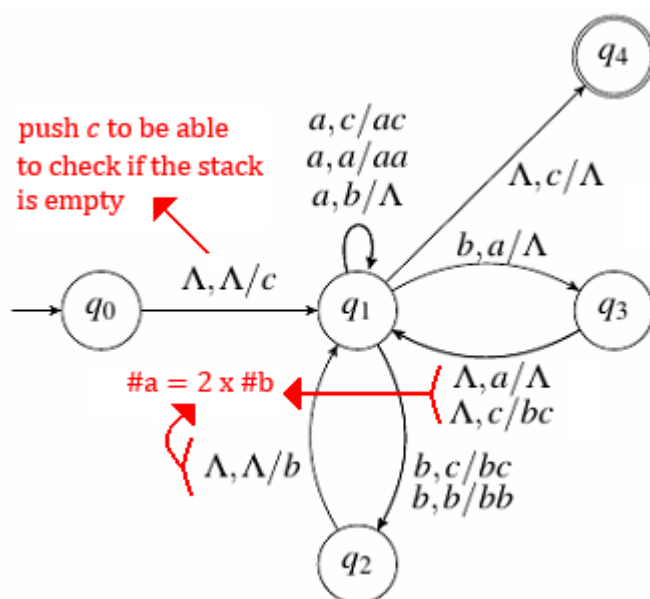 q4
push c to be able
to check if the stack
is empty
a, c/ac
a, a/aa
a, b/Λ
Λ, c/Λ
b, a/Λ
Λ, Λ/c
q0
q1
q3
#a = 2 x #b
Λ, a/Λ
Λ, c/bc
Λ, Λ/b
b, c/bc
b, b/bb
q2